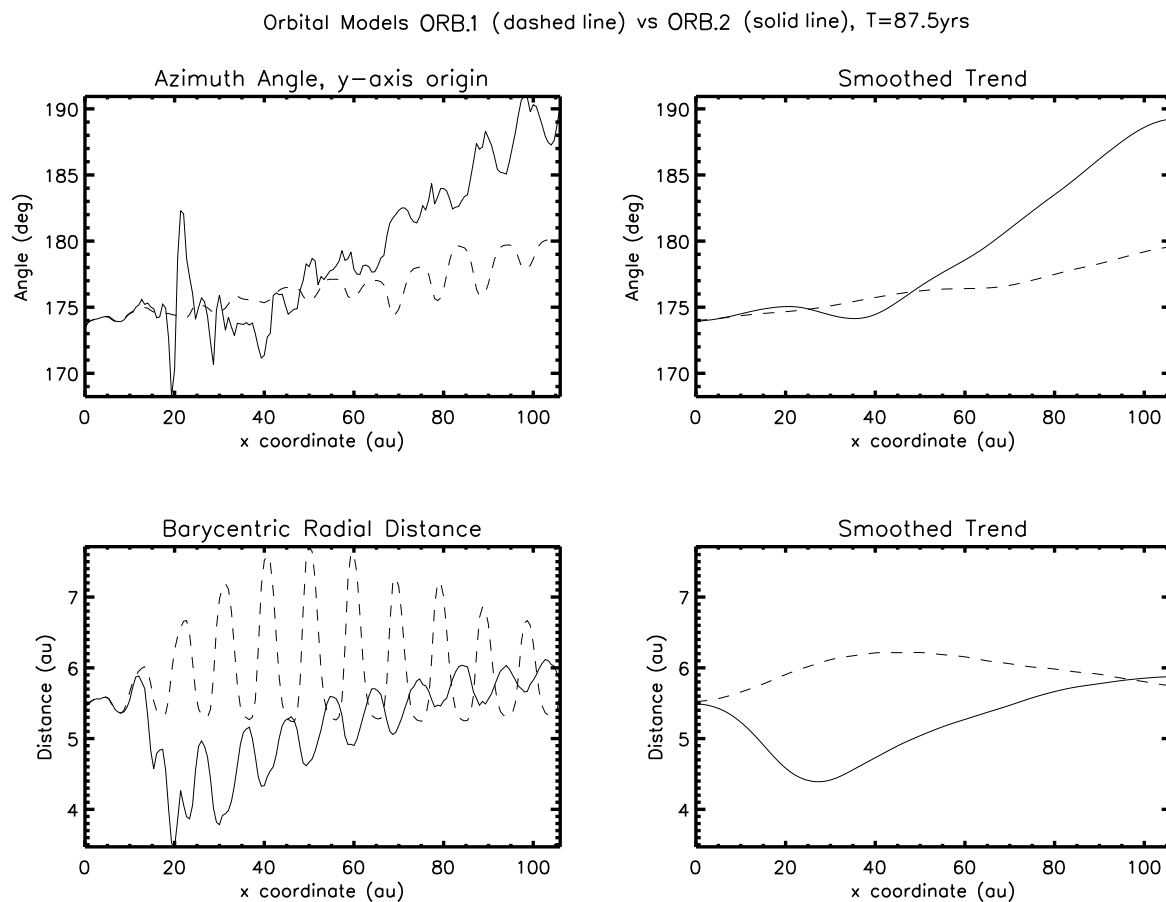 Orbital Models ORB.1 (dashed line) vs ORB.2 (solid line), T=87.5yrs
Azimuth Angle, y-axis origin
190
185
180
175
170
Angle (deg)
0 20 40 60 80 100
x coordinate (au)
Smoothed Trend
190
185
180
175
170
Angle (deg)
0 20 40 60 80 100
x coordinate (au)
Barycentric Radial Distance
7
6
5
4
Distance (au)
0 20 40 60 80 100
x coordinate (au)
Smoothed Trend
7
6
5
4
Distance (au)
0 20 40 60 80 100
x coordinate (au)